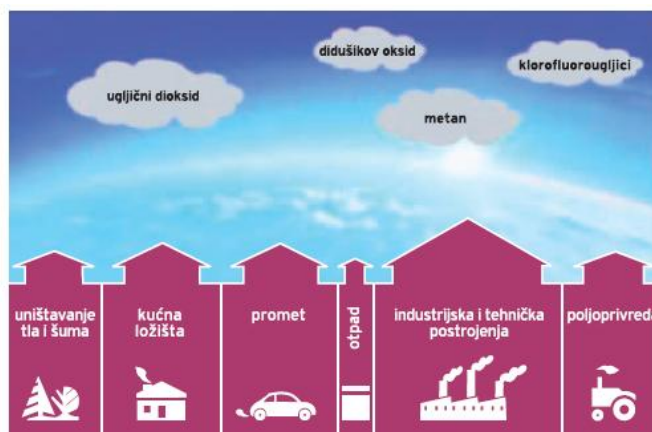 didušikov oksid
klorofluorougljici
ugljični dioksid
metan
uništavanje
tla i šuma
kućna
ložišta
promet
otpad
industrijska i tehnička
postrojenja
poljoprivreda